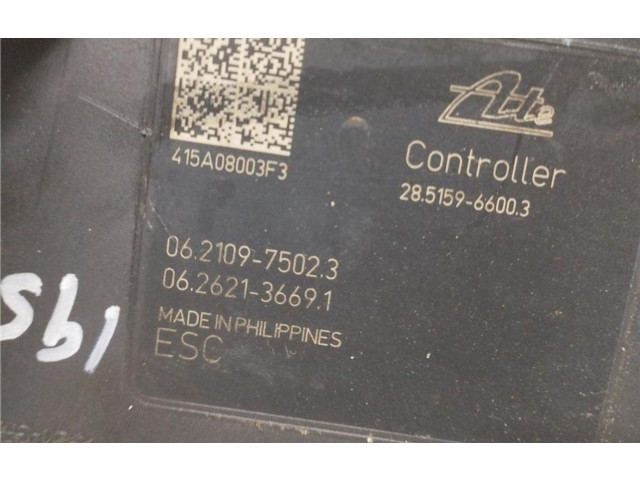 Ate
415A08003F3
Controller
28.5159-6600.3
06.2109-7502.3
06.2621-3669.1
MADE IN PHILIPPINES
ESC